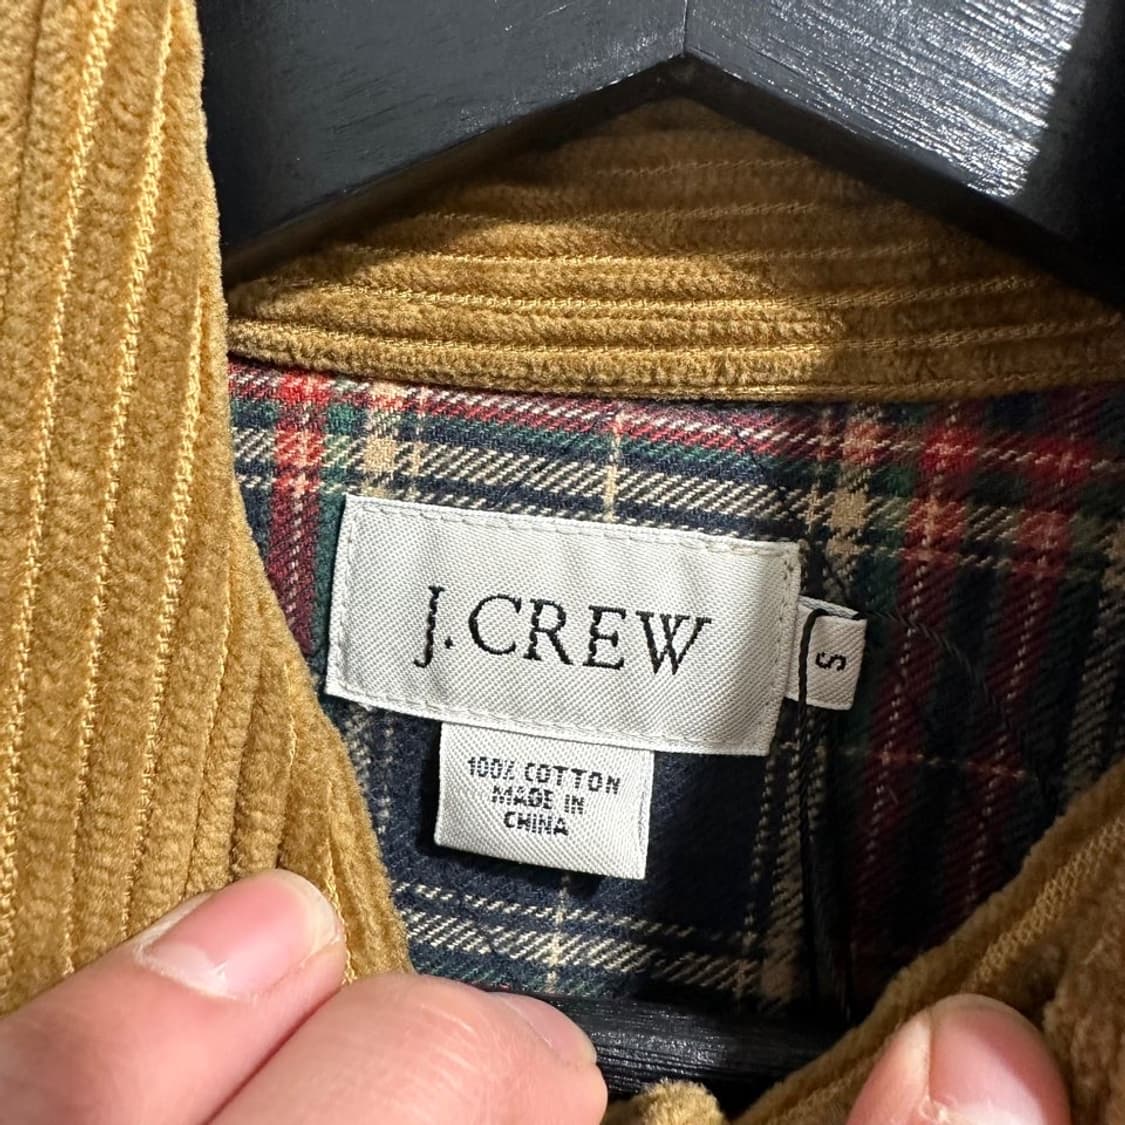 J.CREW
S
100% COTTON
MADE IN
CHINA